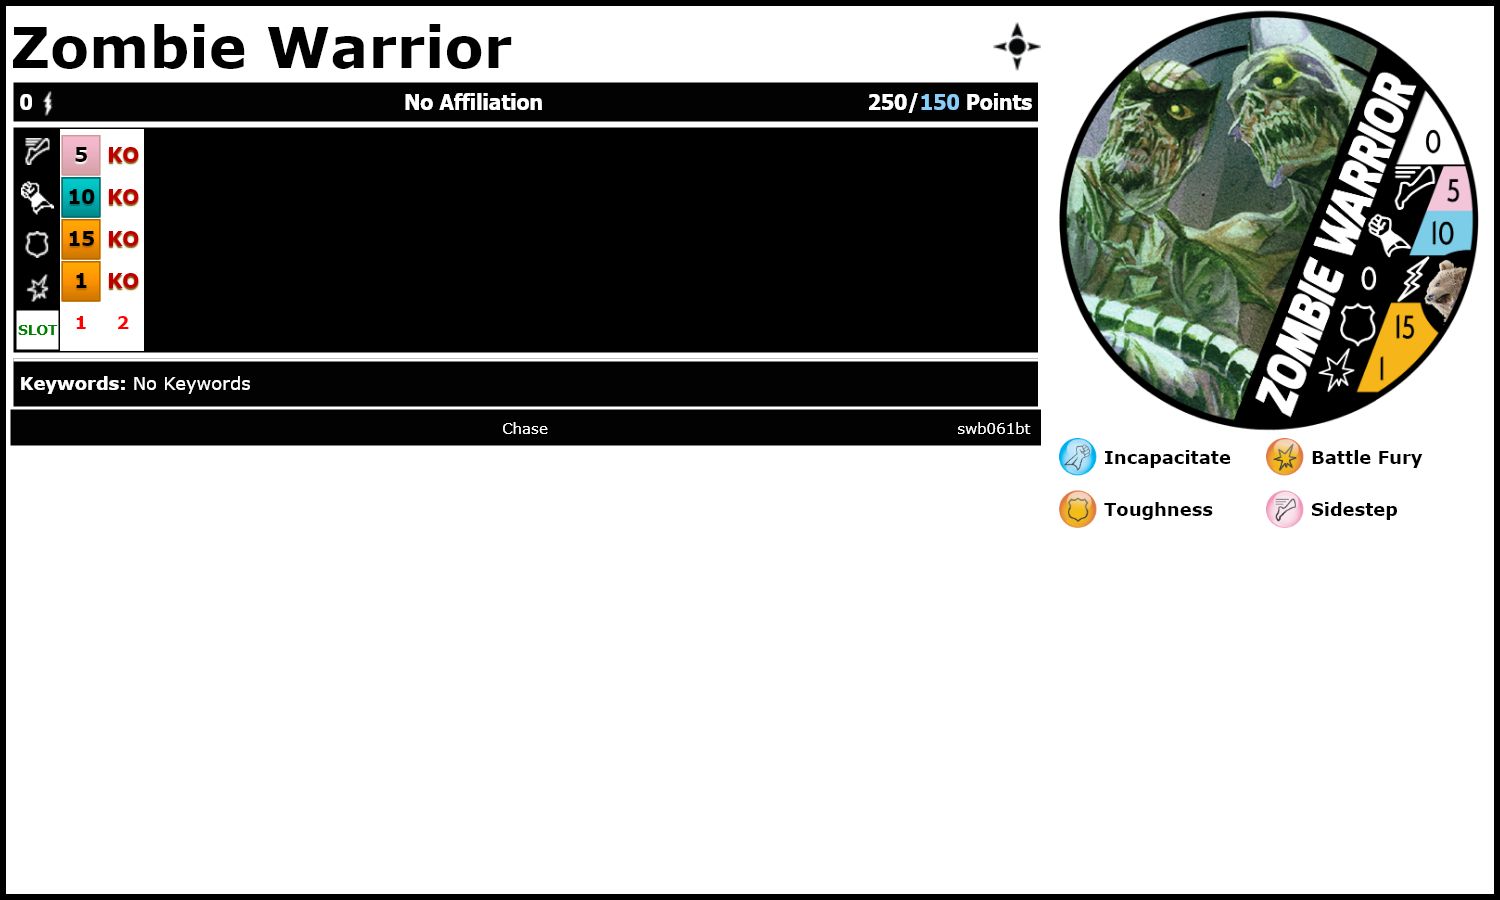 Zombie Warrior
0 No Affiliation 250/150 Points
5 KO
10 KO
15 KO
1 KO
SLOT 1 2
Keywords: No Keywords
Chase swb061bt
ZOMBIE WARRIOR
0
5
10
0
15
1
Incapacitate Battle Fury
Toughness Sidestep